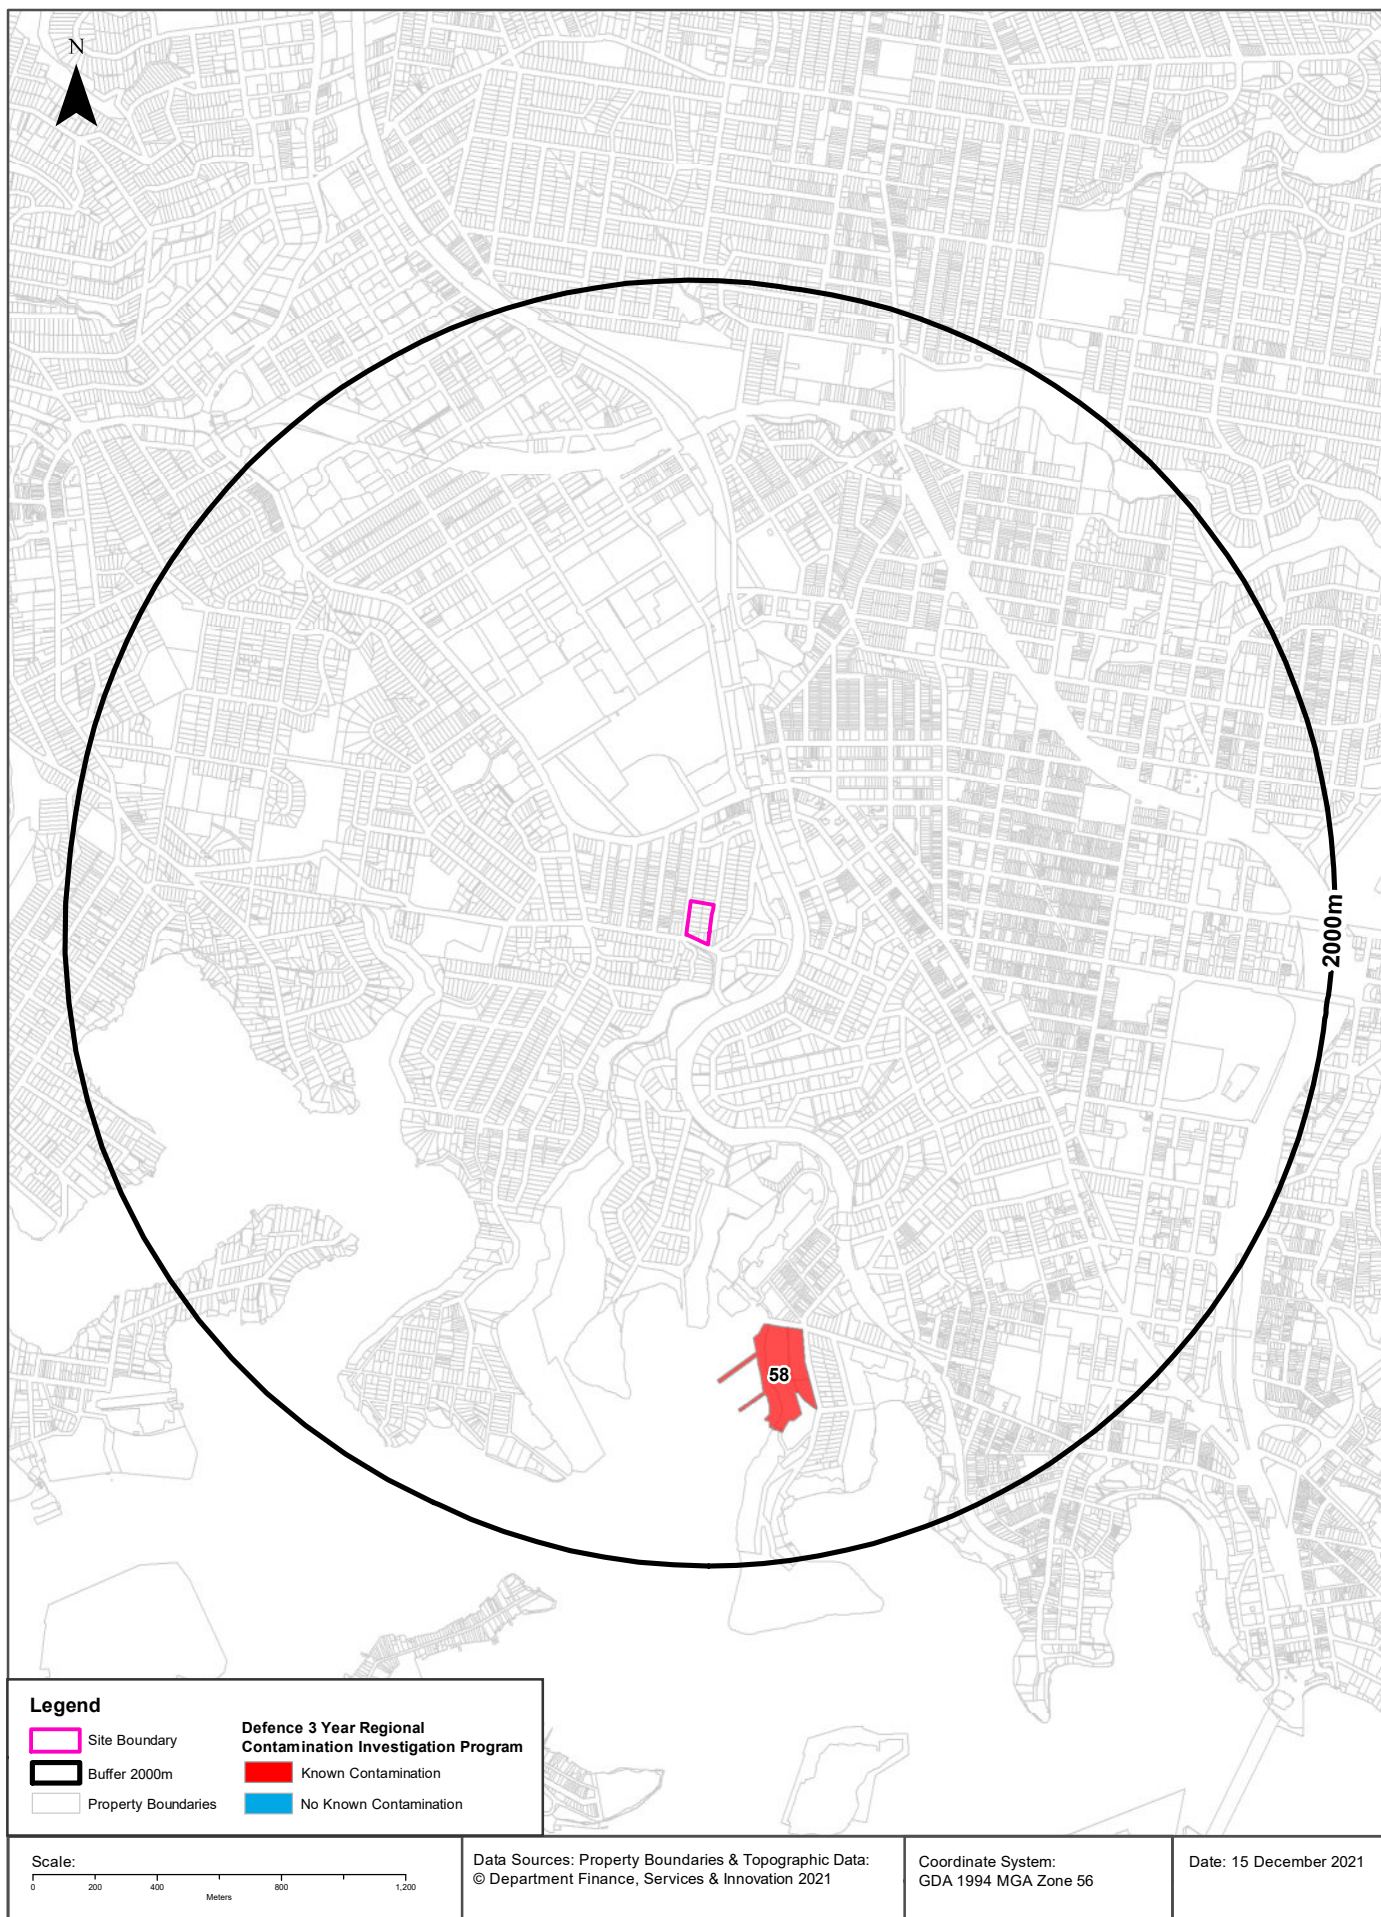 N
2000m
58
Legend
Site Boundary
Buffer 2000m
Property Boundaries
Defence 3 Year Regional
Contamination Investigation Program
Known Contamination
No Known Contamination
Scale:
0 200 400 800 1,200
Meters
Data Sources: Property Boundaries & Topographic Data:
© Department Finance, Services & Innovation 2021
Coordinate System:
GDA 1994 MGA Zone 56
Date: 15 December 2021